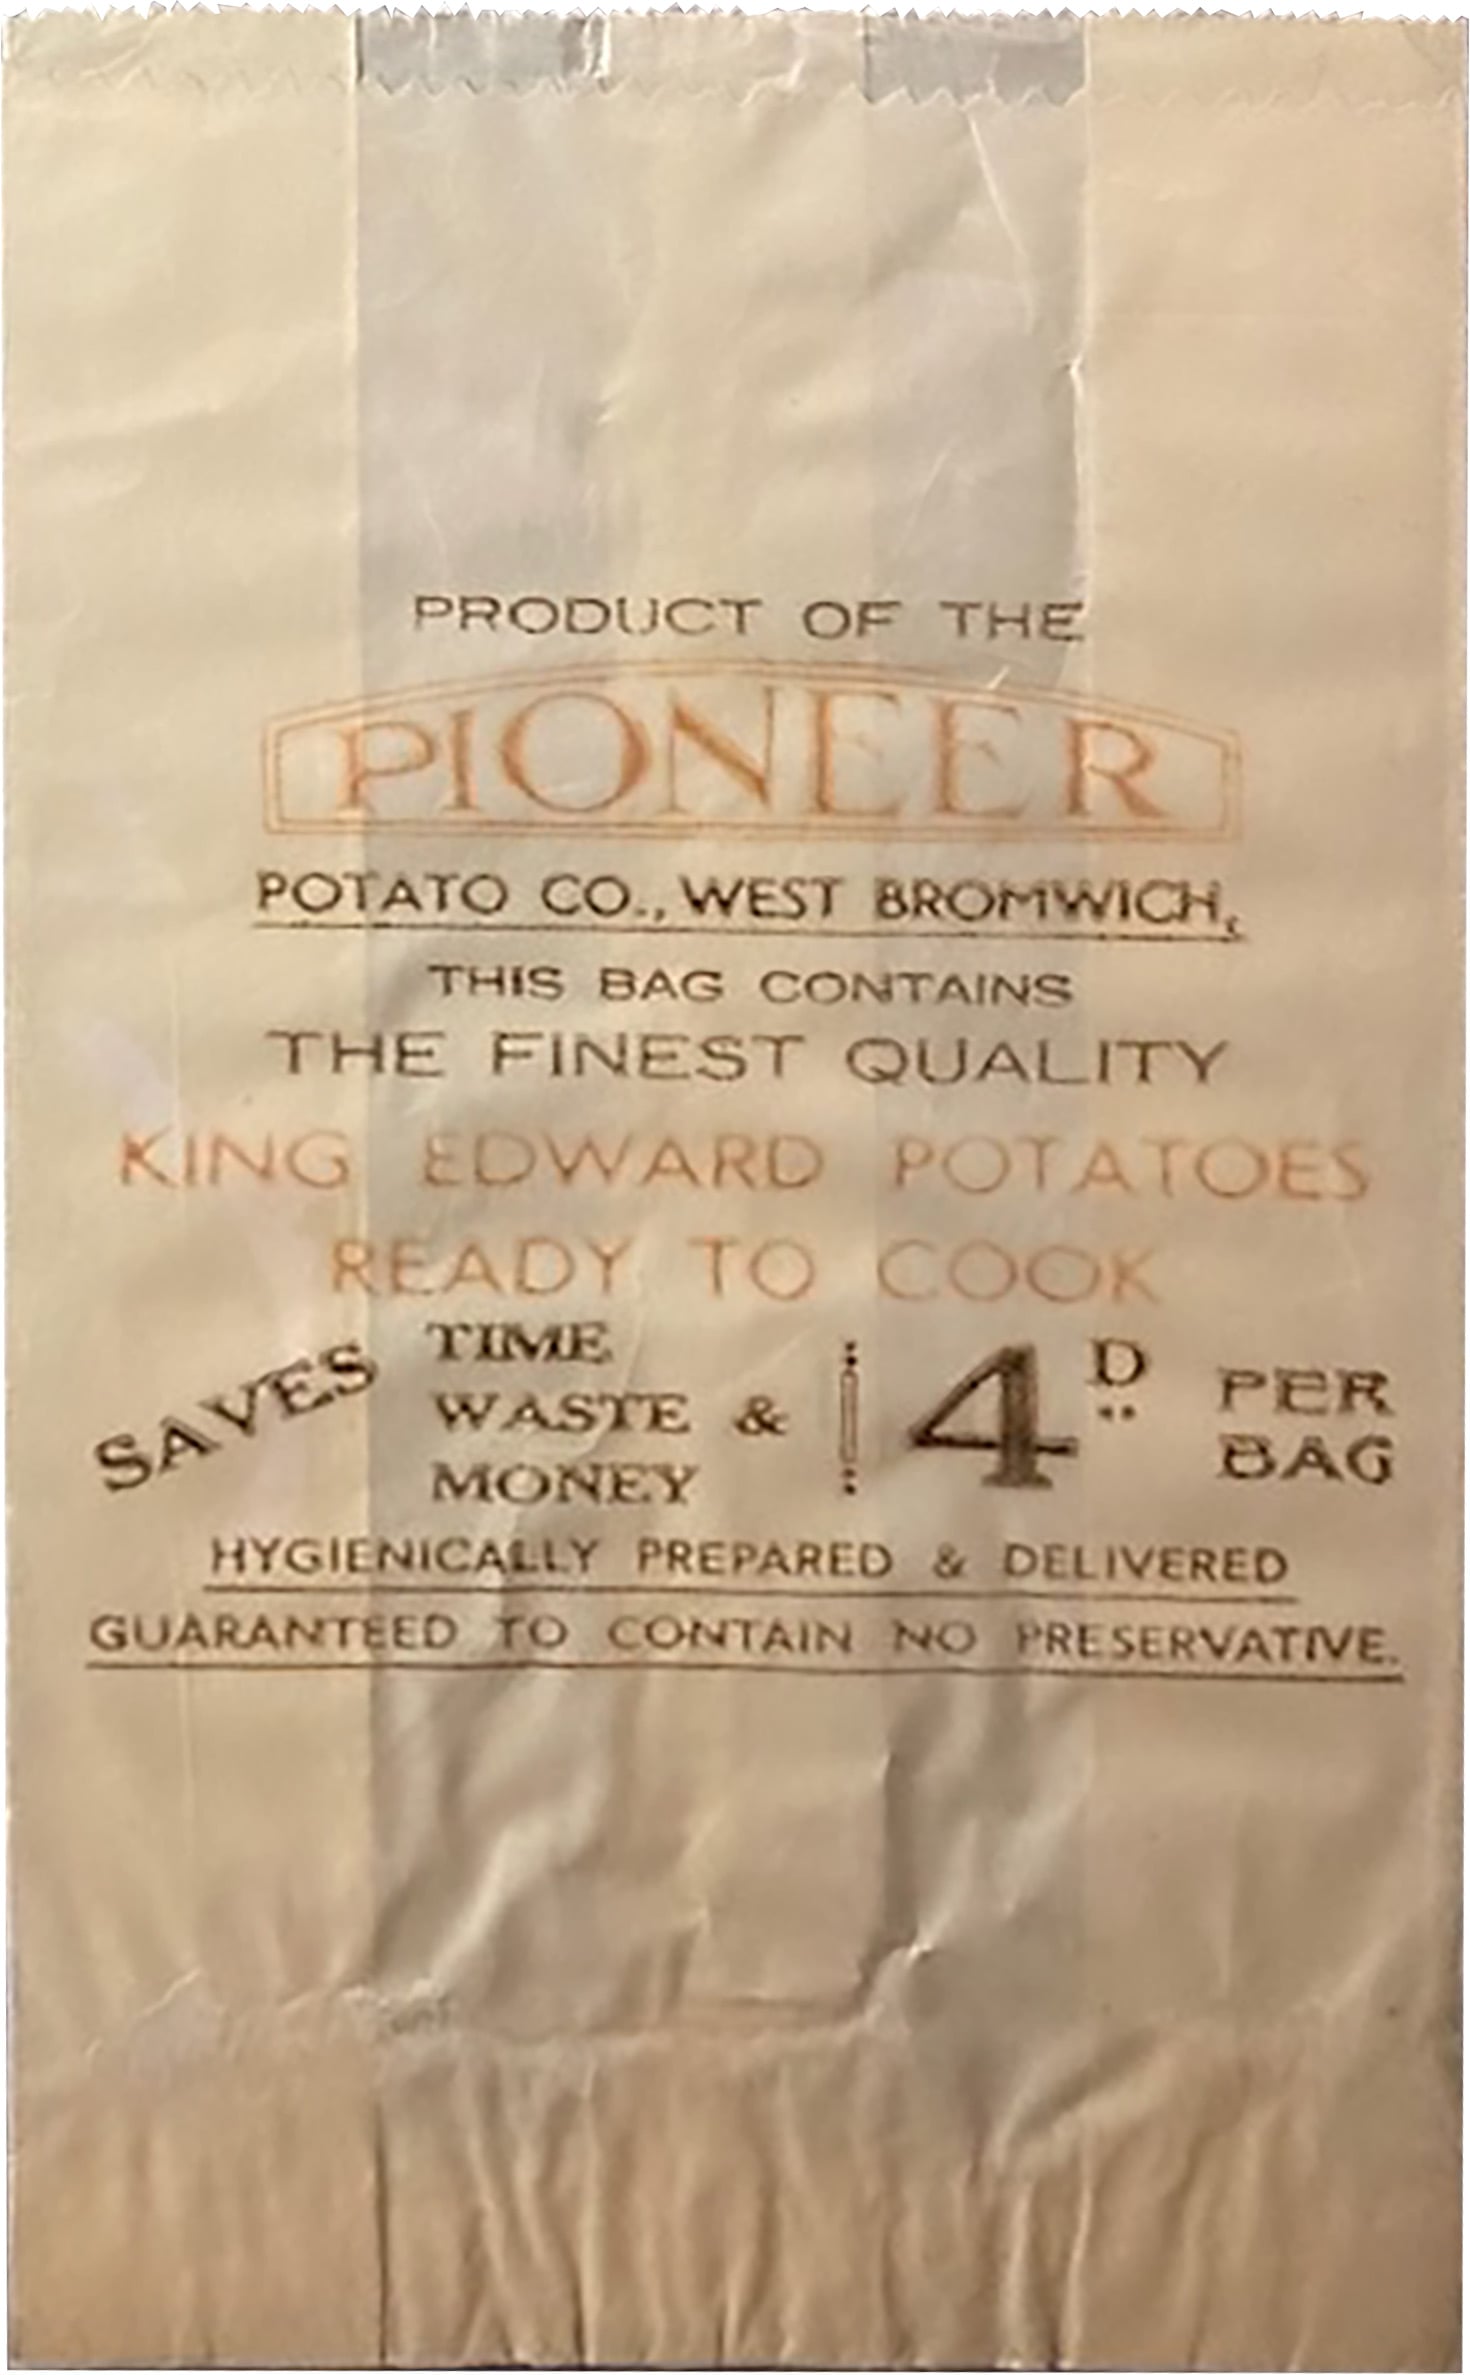 PRODUCT OF THE
PIONEER
POTATO CO., WEST BROMWICH,
THIS BAG CONTAINS
THE FINEST QUALITY
KING EDWARD POTATOES
READY TO COOK
SAVES TIME
WASTE &
MONEY
4D PER
BAG
HYGIENICALLY PREPARED & DELIVERED
GUARANTEED TO CONTAIN NO PRESERVATIVE.